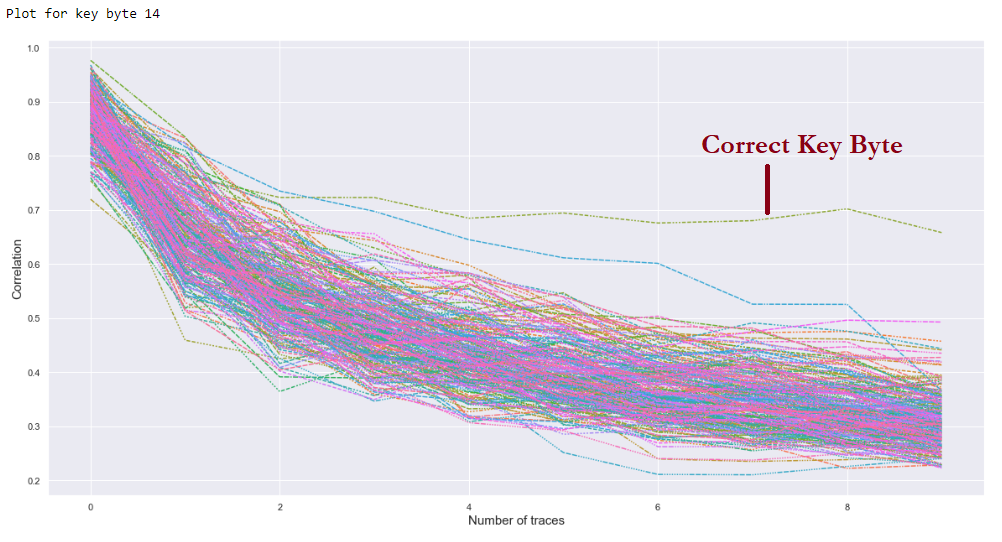 Plot for key byte 14
1.0
0.9
0.8
Correct Key Byte
0.7
0.6
Correlation
0.5
0.4
0.3
0.2
0 2 4 6 8
Number of traces